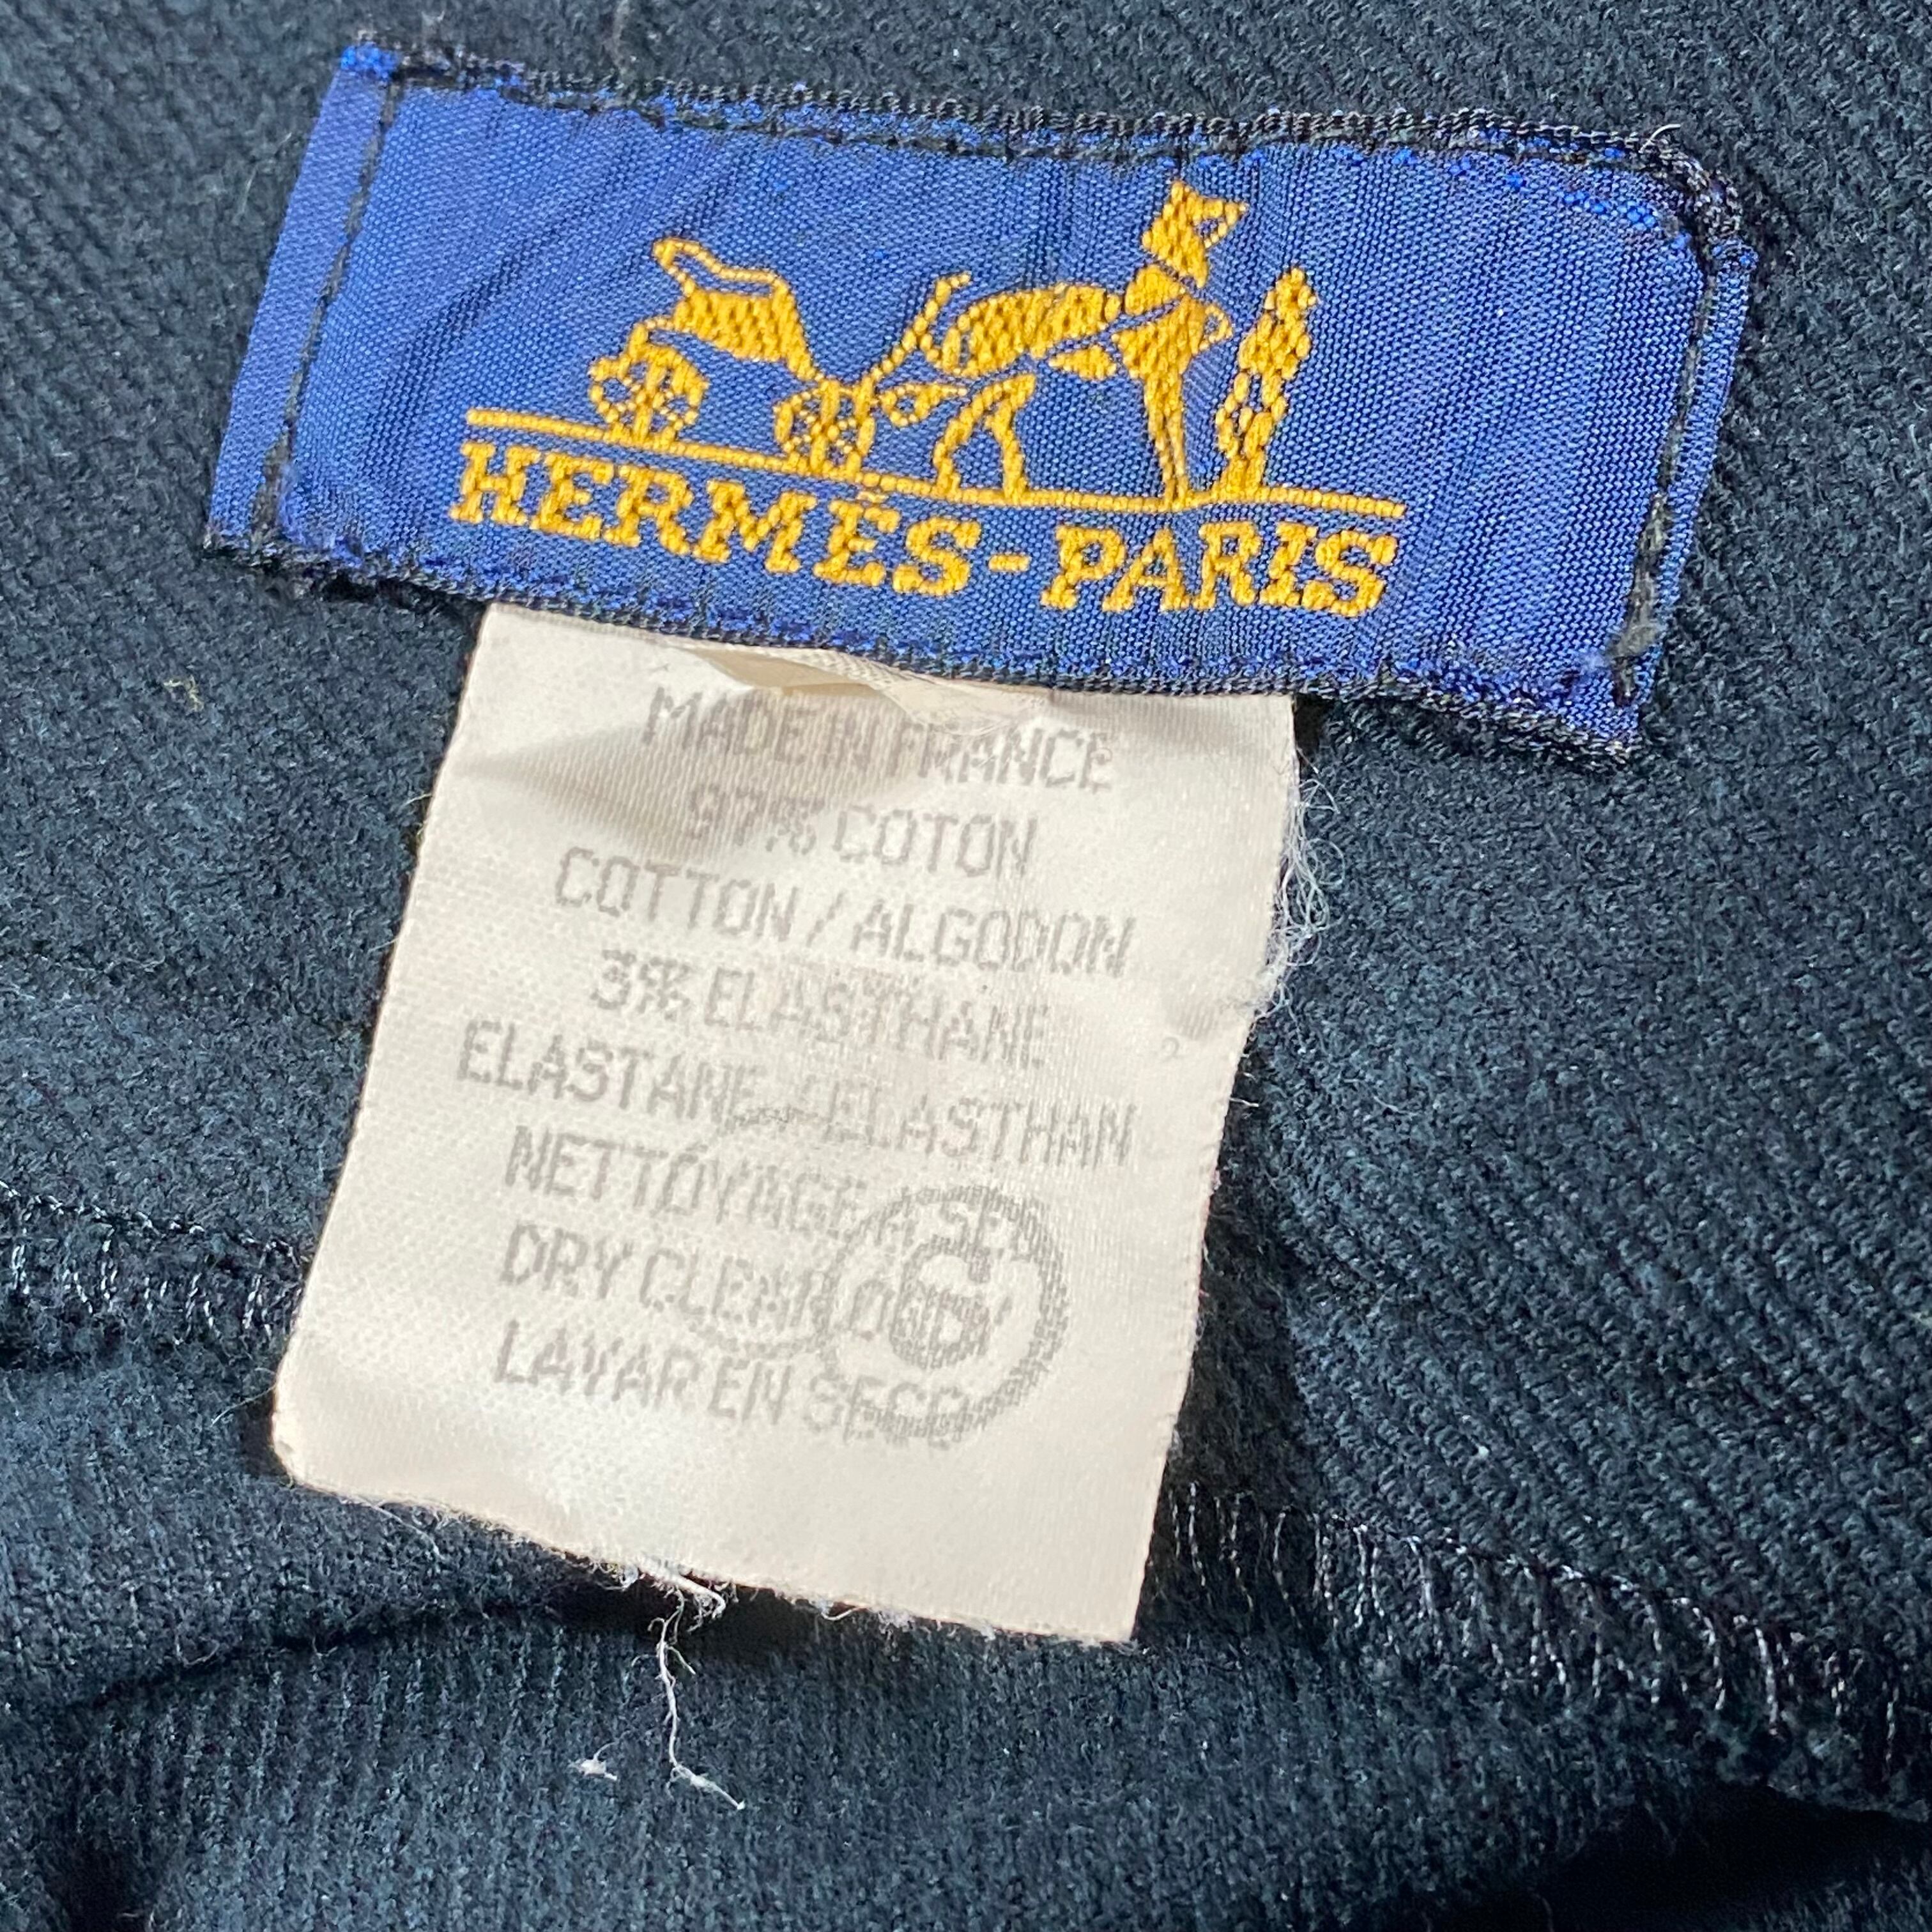 HERMÈS-PARIS
MADE IN FRANCE
97% COTON
COTTON / ALGODON
3% ELASTHANE
ELASTANE / ELASTHAN
NETTOYAGE A SEC
DRY CLEAN ONLY
LAVAR EN SECO